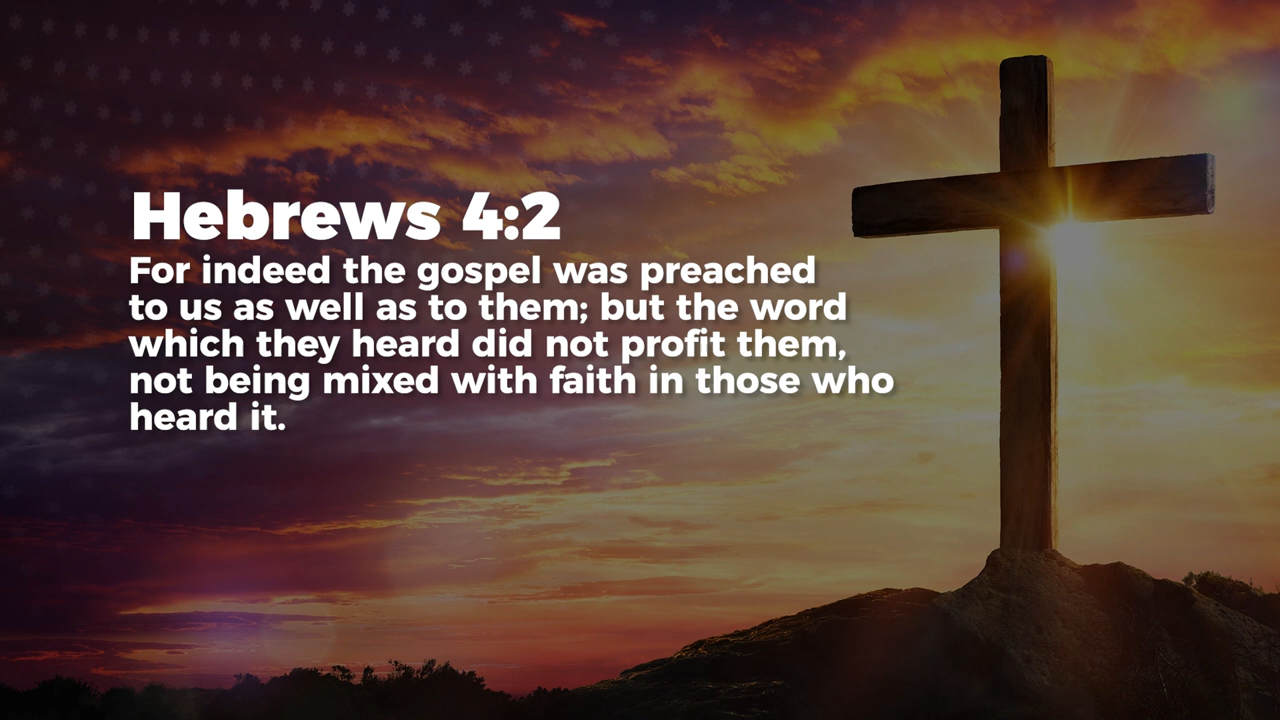 Hebrews 4:2
For indeed the gospel was preached
to us as well as to them; but the word
which they heard did not profit them,
not being mixed with faith in those who
heard it.